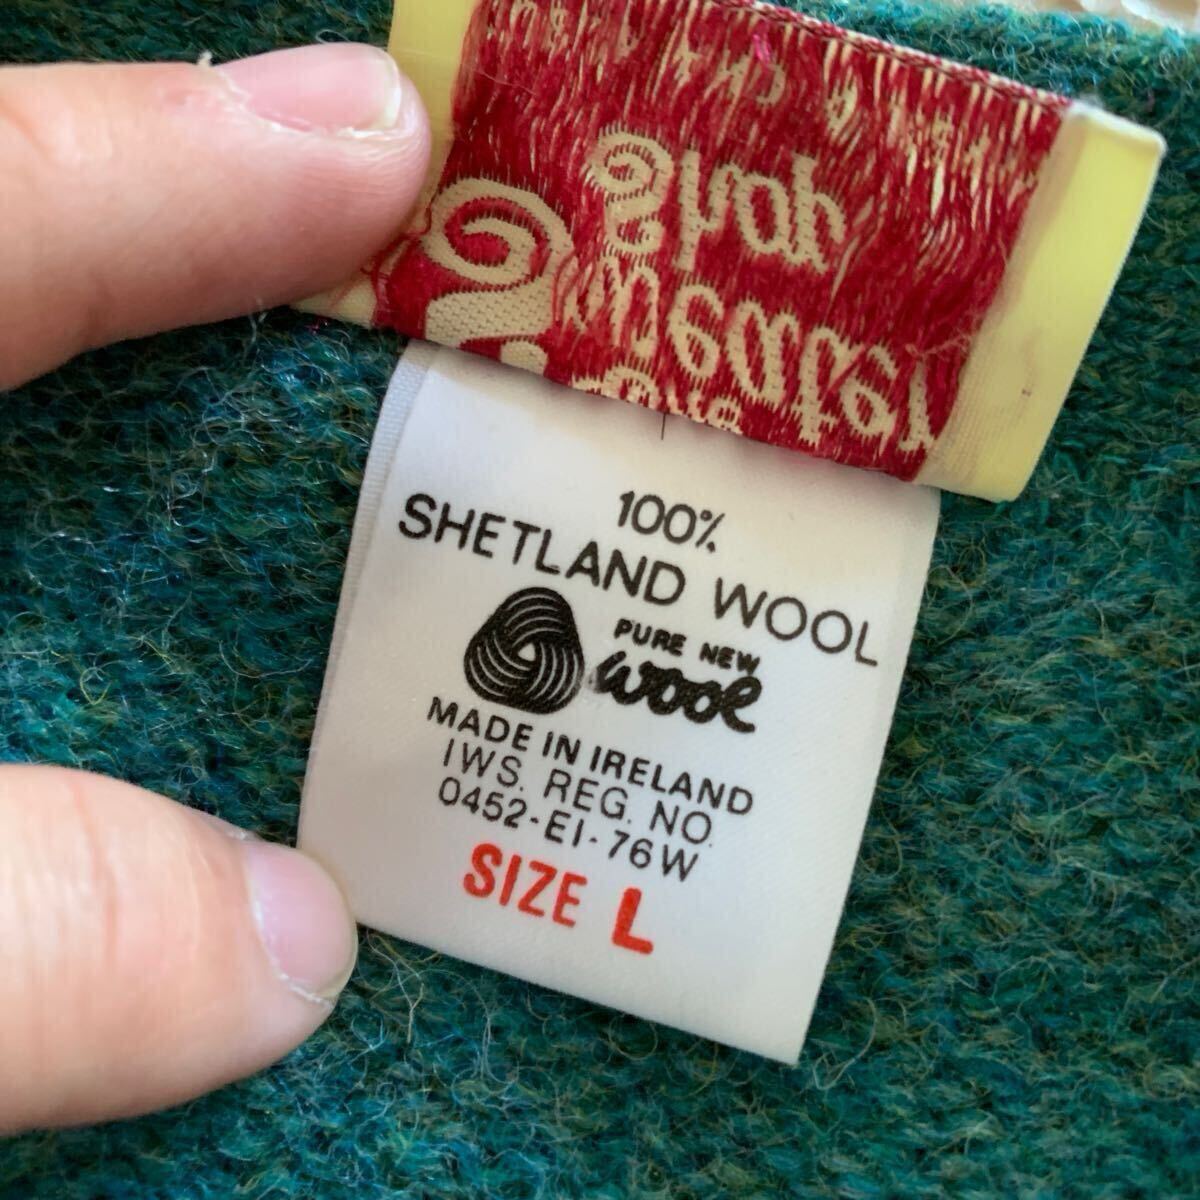 100%
SHETLAND WOOL
PURE NEW
wool
MADE IN IRELAND
IWS. REG. NO.
0452-EI-76W
SIZE L